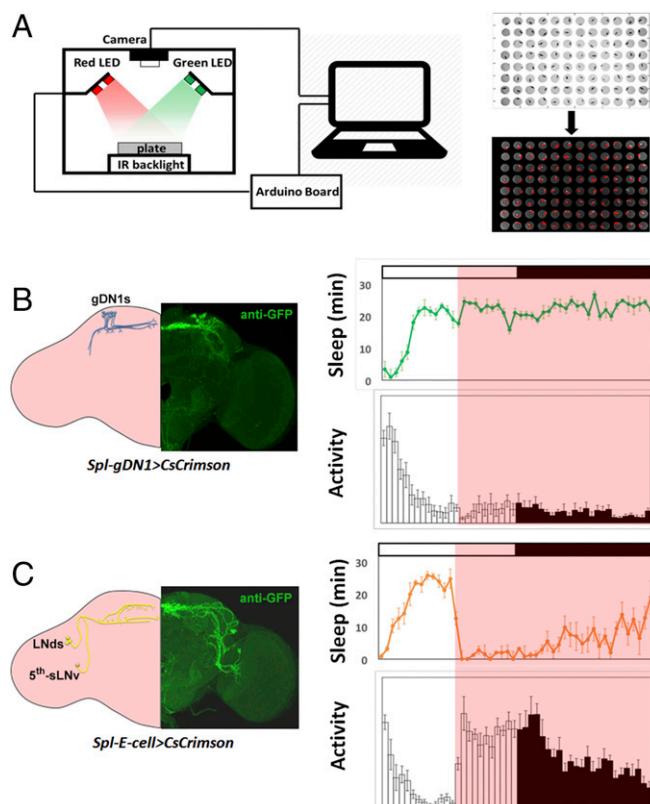 A
Camera
Red LED
Green LED
plate
IR backlight
Arduino Board
B
gDN1s
anti-GFP
Spl-gDN1>CsCrimson
Sleep (min)
30
20
10
0
Activity
C
LNds
5th-sLNv
anti-GFP
Spl-E-cell>CsCrimson
Sleep (min)
30
20
10
0
Activity